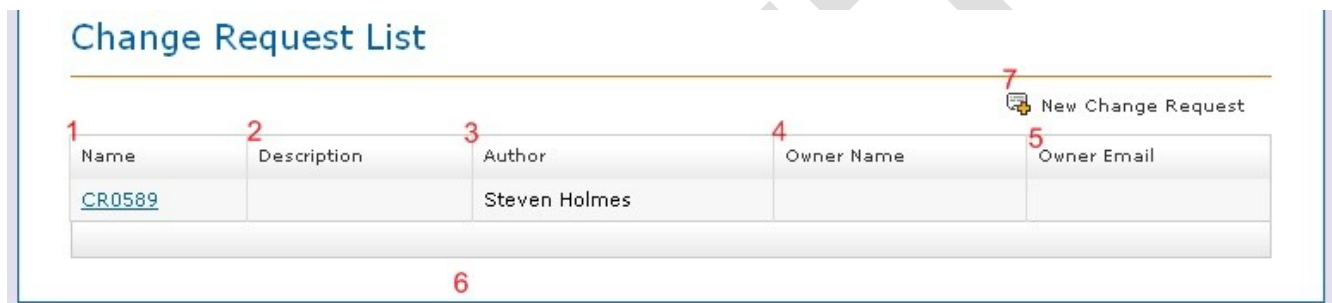 Change Request List
7
New Change Request
1 2 3 4 5
Name Description Author Owner Name Owner Email
CR0589 Steven Holmes
6